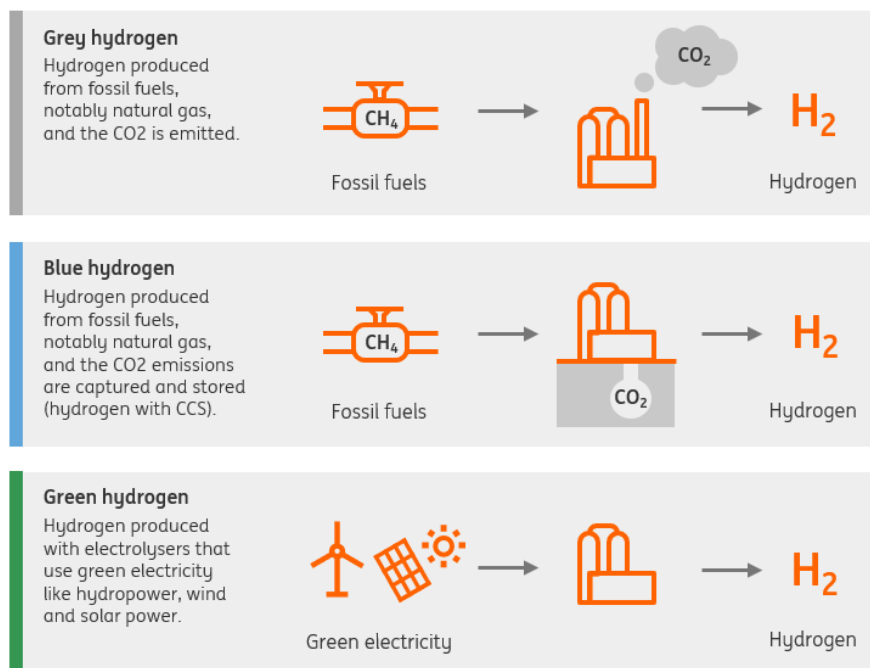 Grey hydrogen
Hydrogen produced
from fossil fuels,
notably natural gas,
and the CO2 is emitted.
CH₄
Fossil fuels
CO₂
H₂
Hydrogen
Blue hydrogen
Hydrogen produced
from fossil fuels,
notably natural gas,
and the CO2 emissions
are captured and stored
(hydrogen with CCS).
CH₄
Fossil fuels
CO₂
H₂
Hydrogen
Green hydrogen
Hydrogen produced
with electrolysers that
use green electricity
like hydropower, wind
and solar power.
Green electricity
H₂
Hydrogen